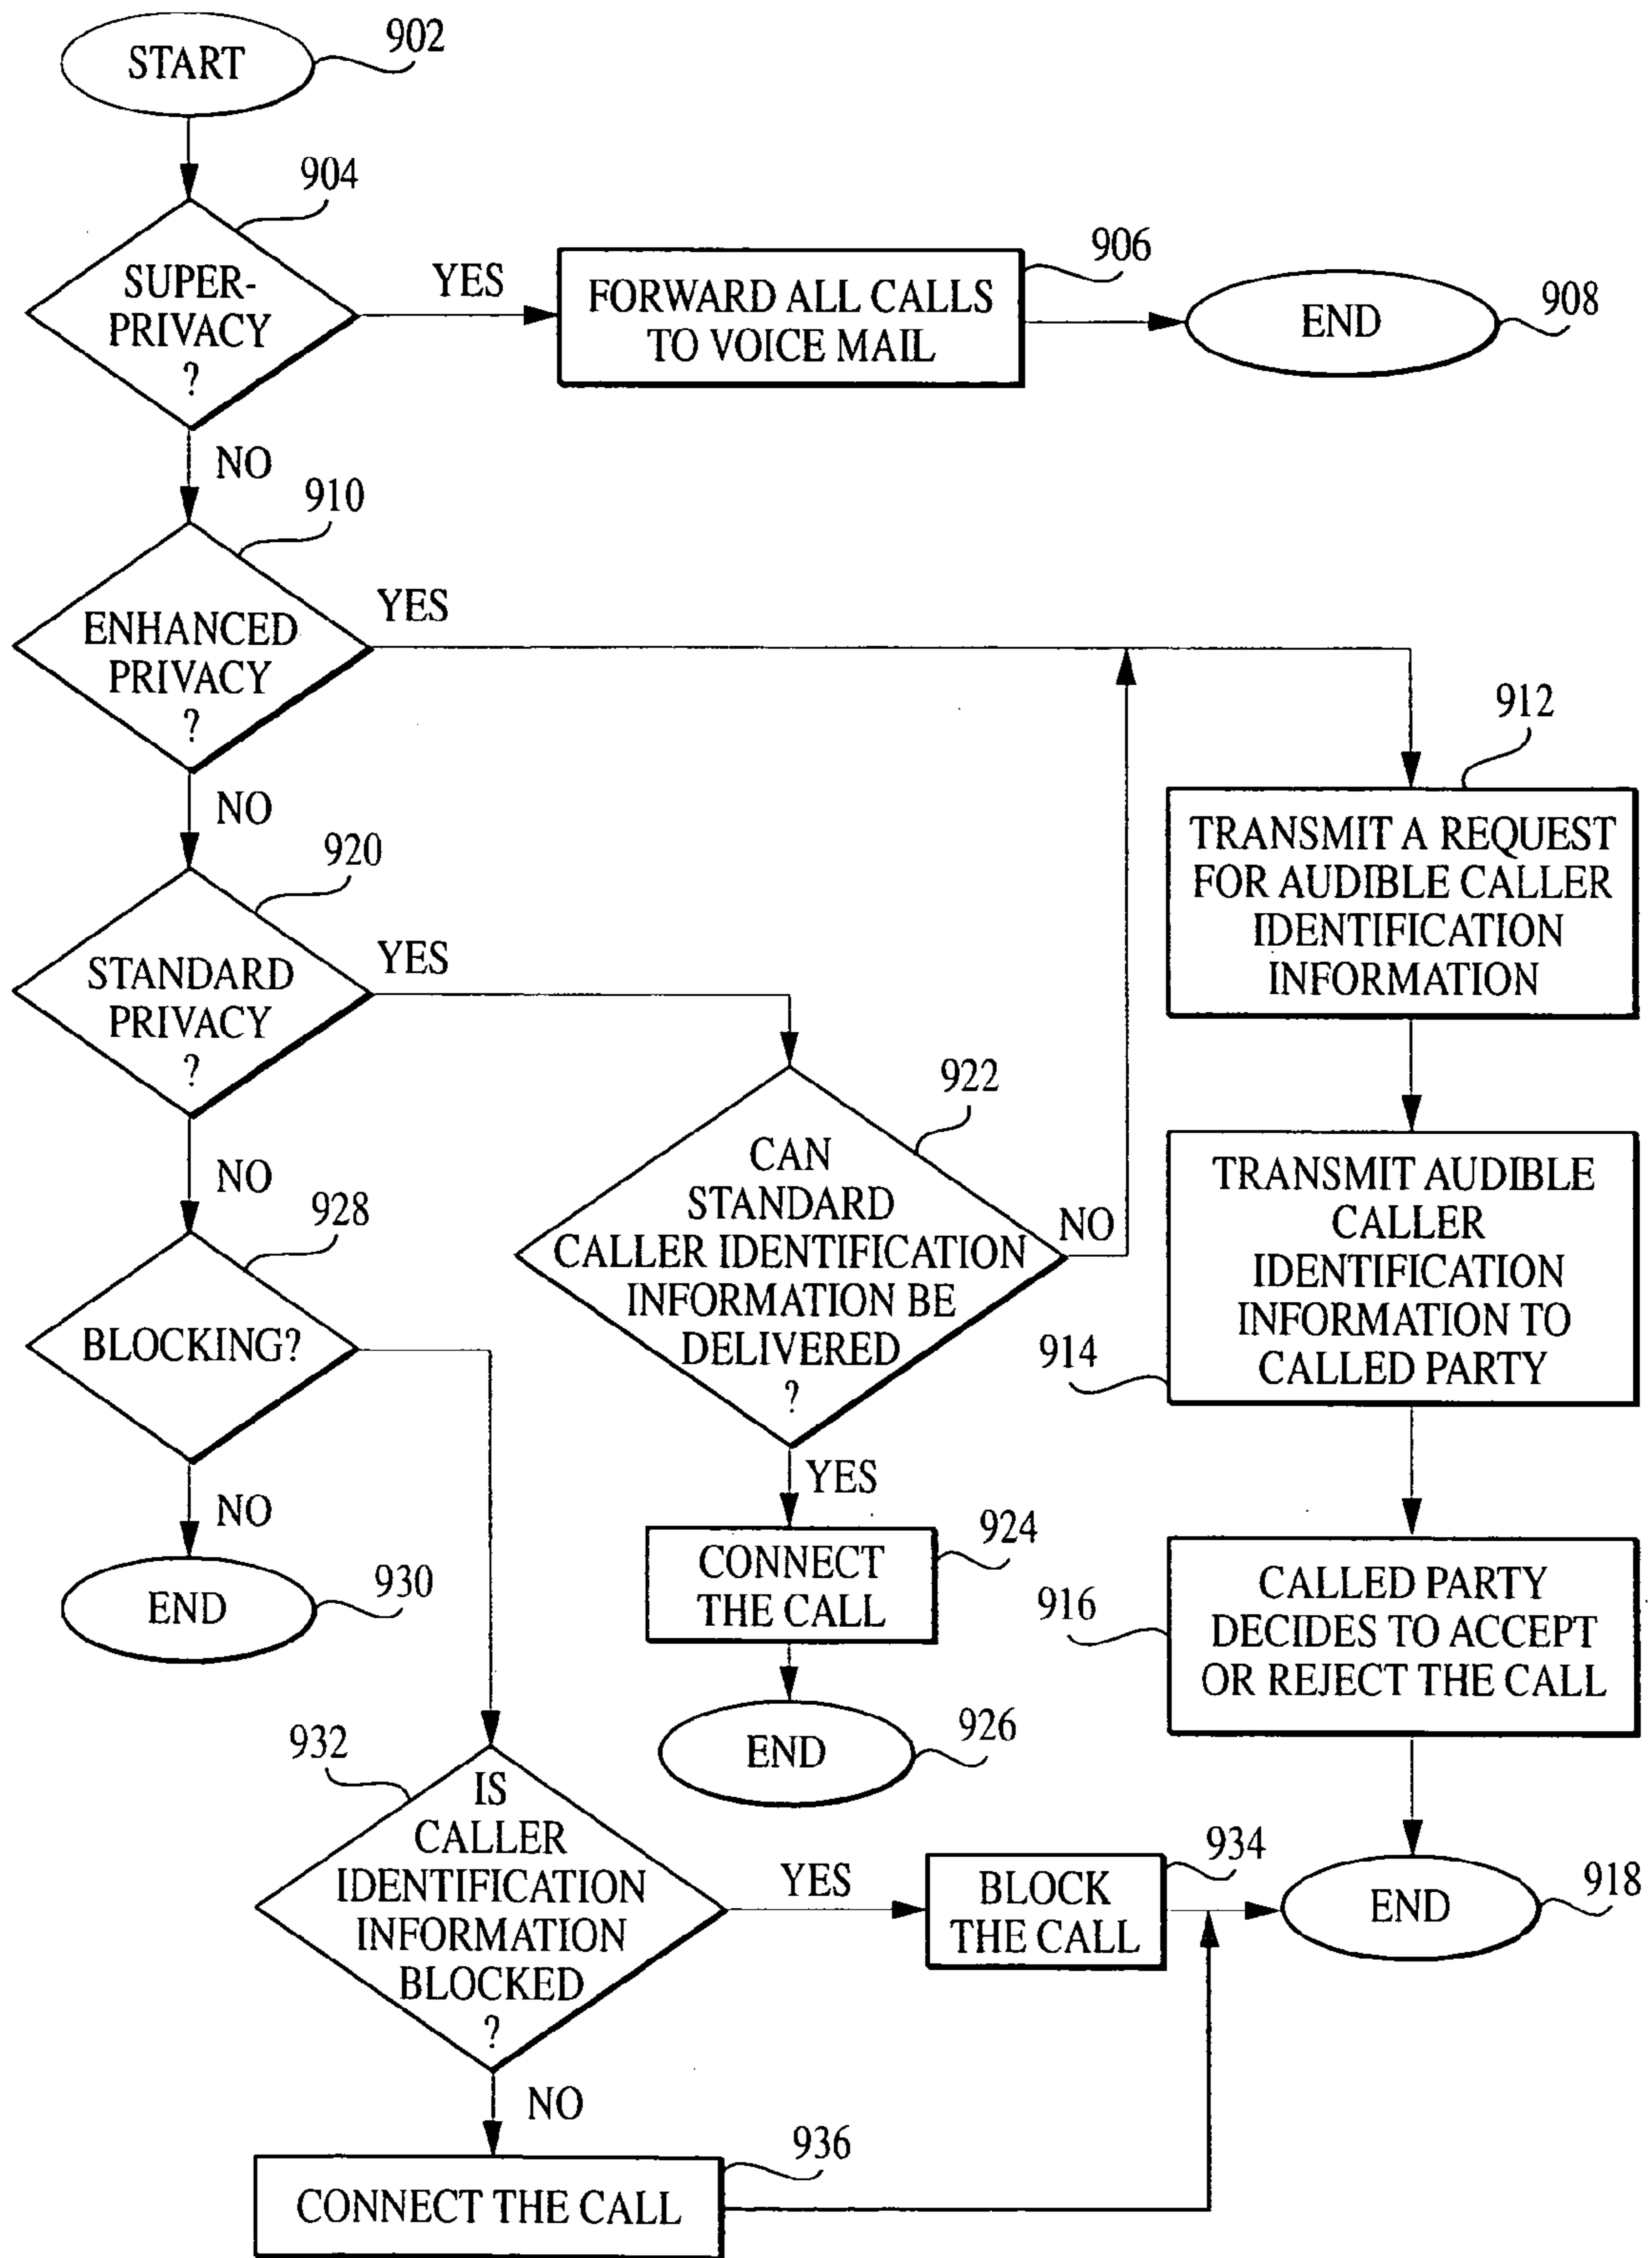 START
902
904
SUPER-
PRIVACY
?
YES
FORWARD ALL CALLS
TO VOICE MAIL
906
END
908
NO
910
ENHANCED
PRIVACY
?
YES
912
TRANSMIT A REQUEST
FOR AUDIBLE CALLER
IDENTIFICATION
INFORMATION
NO
920
STANDARD
PRIVACY
?
YES
922
CAN
STANDARD
CALLER IDENTIFICATION
INFORMATION BE
DELIVERED
?
NO
TRANSMIT AUDIBLE
CALLER
IDENTIFICATION
INFORMATION TO
CALLED PARTY
914
NO
928
BLOCKING?
YES
924
CONNECT
THE CALL
916
CALLED PARTY
DECIDES TO ACCEPT
OR REJECT THE CALL
NO
END
930
END
926
932
IS
CALLER
IDENTIFICATION
INFORMATION
BLOCKED
?
YES
BLOCK
THE CALL
934
END
918
NO
936
CONNECT THE CALL